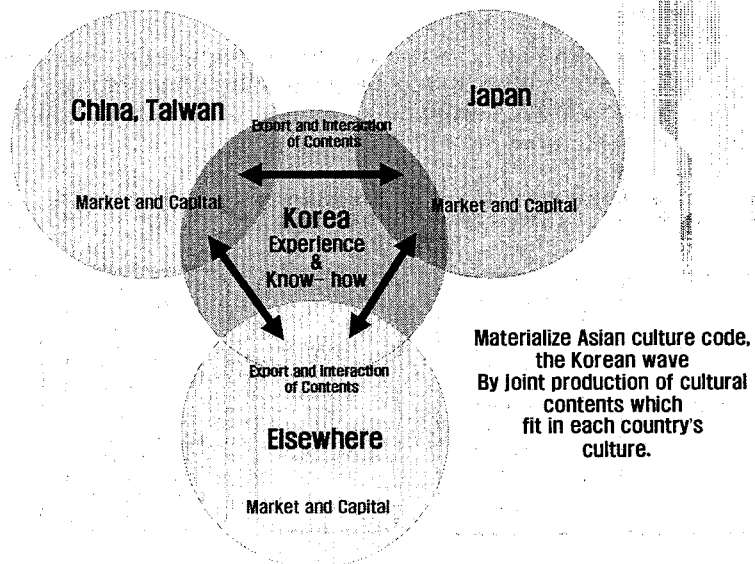 China, Taiwan
Japan
Export and Interaction
of Contents
Market and Capital
Market and Capital
Korea
Experience
&
Know- how
Materialize Asian culture code,
the Korean wave
By joint production of cultural
contents which
fit in each country's
culture.
Export and Interaction
of Contents
Elsewhere
Market and Capital